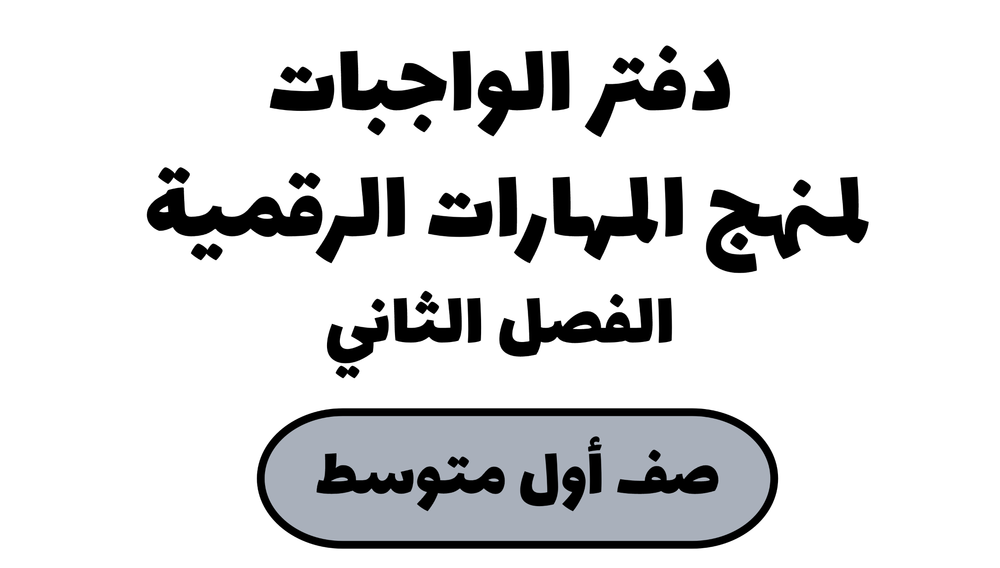 دفتر الواجبات
لمنهج المهارات الرقمية
الفصل الثاني
صف أول متوسط